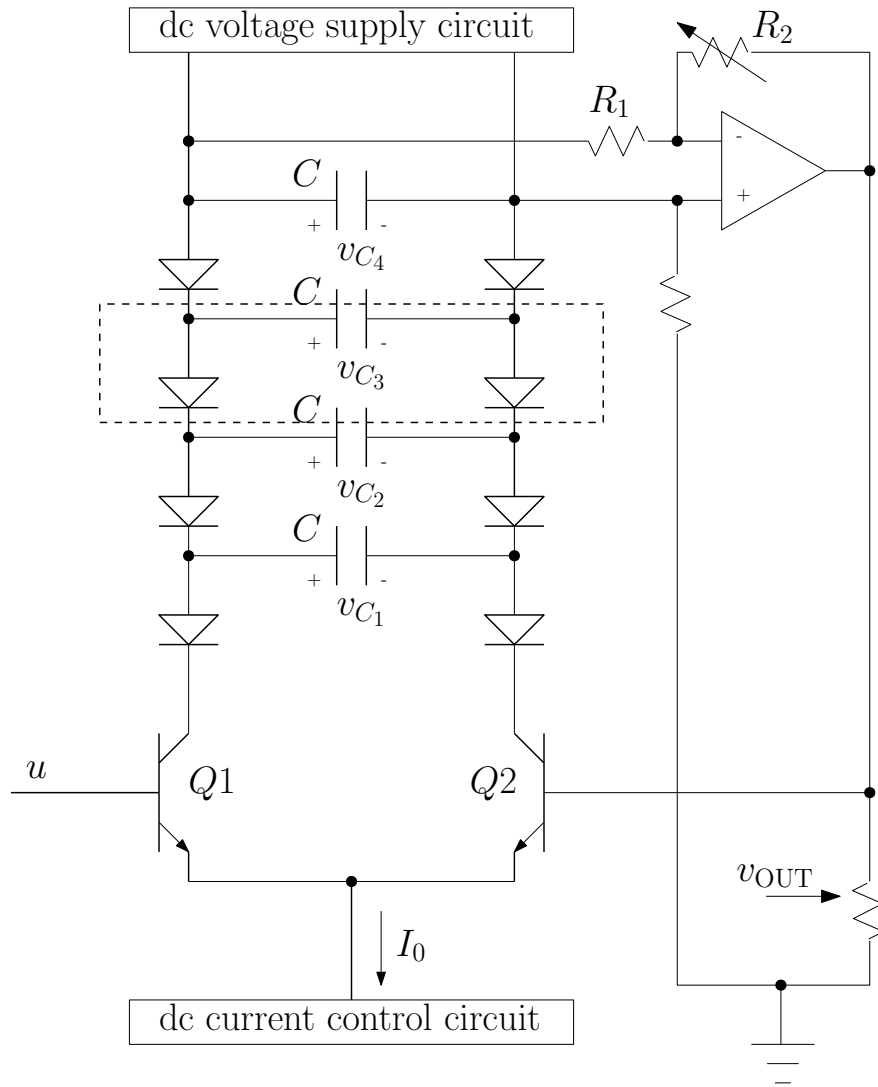 dc voltage supply circuit
R2
R1
-
C
+
+ -
vC4
C
+ -
vC3
C
+ -
vC2
C
+ -
vC1
u
Q1
Q2
vOUT
I0
dc current control circuit